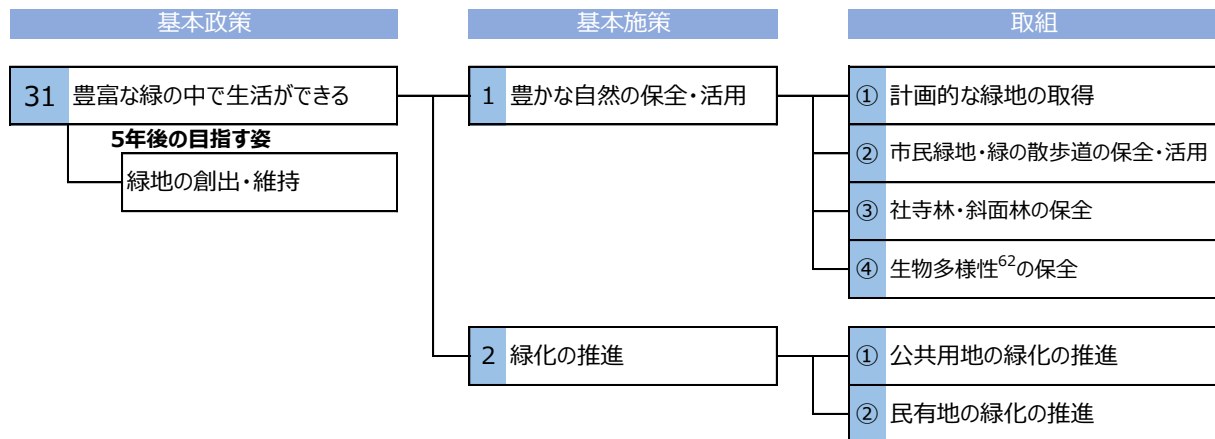 基本政策
基本施策
取組
31 豊富な緑の中で生活ができる
5年後の目指す姿
緑地の創出・維持
1 豊かな自然の保全・活用
① 計画的な緑地の取得
② 市民緑地・緑の散歩道の保全・活用
③ 社寺林・斜面林の保全
④ 生物多様性62の保全
2 緑化の推進
① 公共用地の緑化の推進
② 民有地の緑化の推進